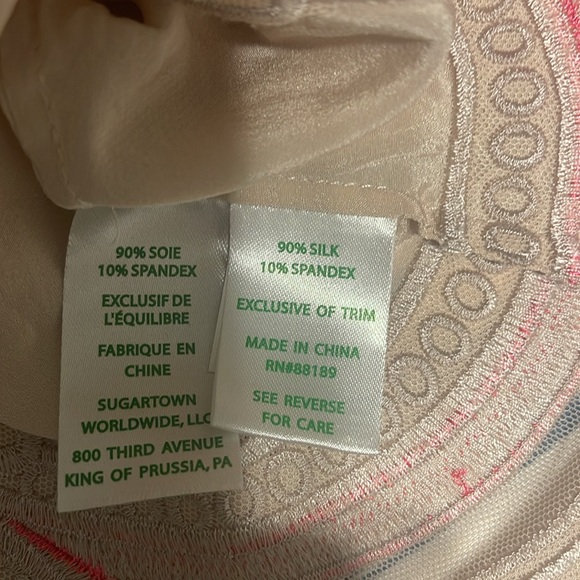 90% SOIE
10% SPANDEX
EXCLUSIF DE
L'ÉQUILIBRE
FABRIQUE EN
CHINE
SUGARTOWN
WORLDWIDE, LLC
800 THIRD AVENUE
KING OF PRUSSIA, PA
90% SILK
10% SPANDEX
EXCLUSIVE OF TRIM
MADE IN CHINA
RN#88189
SEE REVERSE
FOR CARE